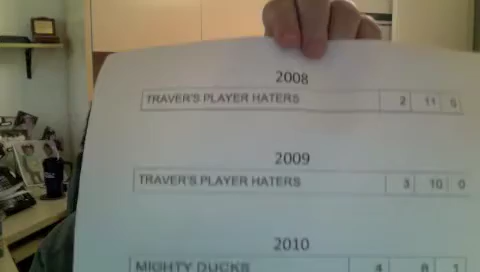 2008
TRAVER'S PLAYER HATERS 2 11 0
2009
TRAVER'S PLAYER HATERS 3 10 0
2010
MIGHTY DUCKS 4 8 1